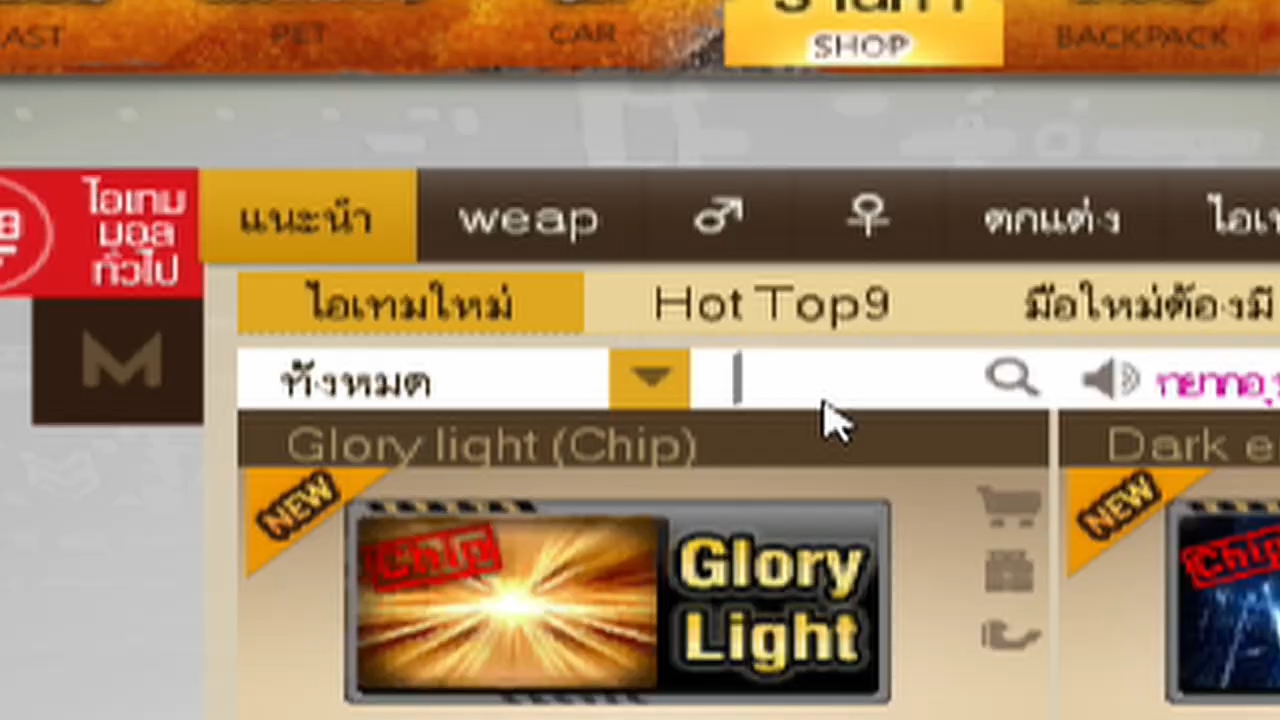 PET
CAR
SHOP
BACKPACK
ไอเทม
มอล
ทั่วไป
แนะนำ
weap
ตกแต่ง
ไอเทมใหม่
Hot Top9
มือใหม่ต้องมี
ทั้งหมด
Glory light (Chip)
Dark
NEW
Chip
Glory
Light
NEW
Chip
M